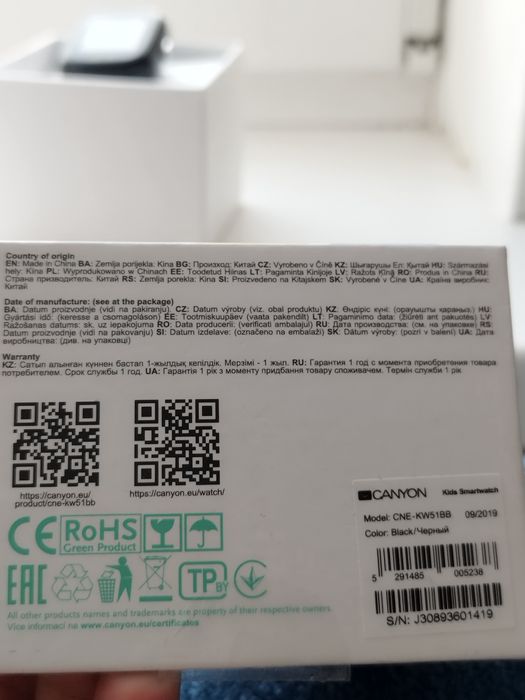 Country of origin
EN: Made in China BA: Zemlja porijekla: Kina BG: Произход: Китай CZ: Vyrobeno v Číně KZ: Шығарушы Ел: Қытай HU: Származási
hely: Kína PL: Wyprodukowano w Chinach EE: Toodetud Hiinas LT: Pagaminta Kinijoje LV: Ražots Ķīnā RO: Produs in China RU:
Страна призводитель: Китай RS: Zemlja porekla: Kina SI: Proizvedeno na Kitajskem SK: Vyrobené v Číne UA: Країна виробник:
Китай
Date of manufacture: (see at the package)
BA: Datum proizvodnje (vidi na pakiranju) CZ: Datum výroby (viz. obal produktu) KZ: Өндіріс күні: (орауышты қараңыз.) HU:
Gyártási idő: (keresse a csomagoláson) EE: Tootmiskuupäev (vaata pakendilt) LT: Pagaminimo data: (žiūrėti ant pakuotės) LV:
Ražošanas datums: sk. uz iepakojuma RO: Data producerii: (verificati ambalajul) RU: Дата производства: (см. на упаковке) RS:
Datum proizvodnje (vidi na pakovanju) SI: Datum izdelave: (označeno na embalaži) SK: Dátum výroby: (pozri v balení) UA: Дата
виробництва: (див. на упаковці)
Warranty
KZ: Сатып алынған күннен бастап 1-жылдық кепілдік. Мерзімі - 1 жыл. RU: Гарантия 1 год с момента приобретения товара
потребителем. Срок службы 1 год. UA: Гарантія 1 рік з моменту придбання товару споживачем. Термін служби 1 рік
https://canyon.eu/
product/cne-kw51bb
https://canyon.eu/watch/
CANYON Kids Smartwatch
Model: CNE-KW51BB 09/2019
Color: Black/Черный
5 291485 005238
S/N: J30893601419
CE RoHS
Green Product
EAC TP BY
All other products names and trademarks are property of their respective owners.
Více informací na www.canyon.eu/certificates